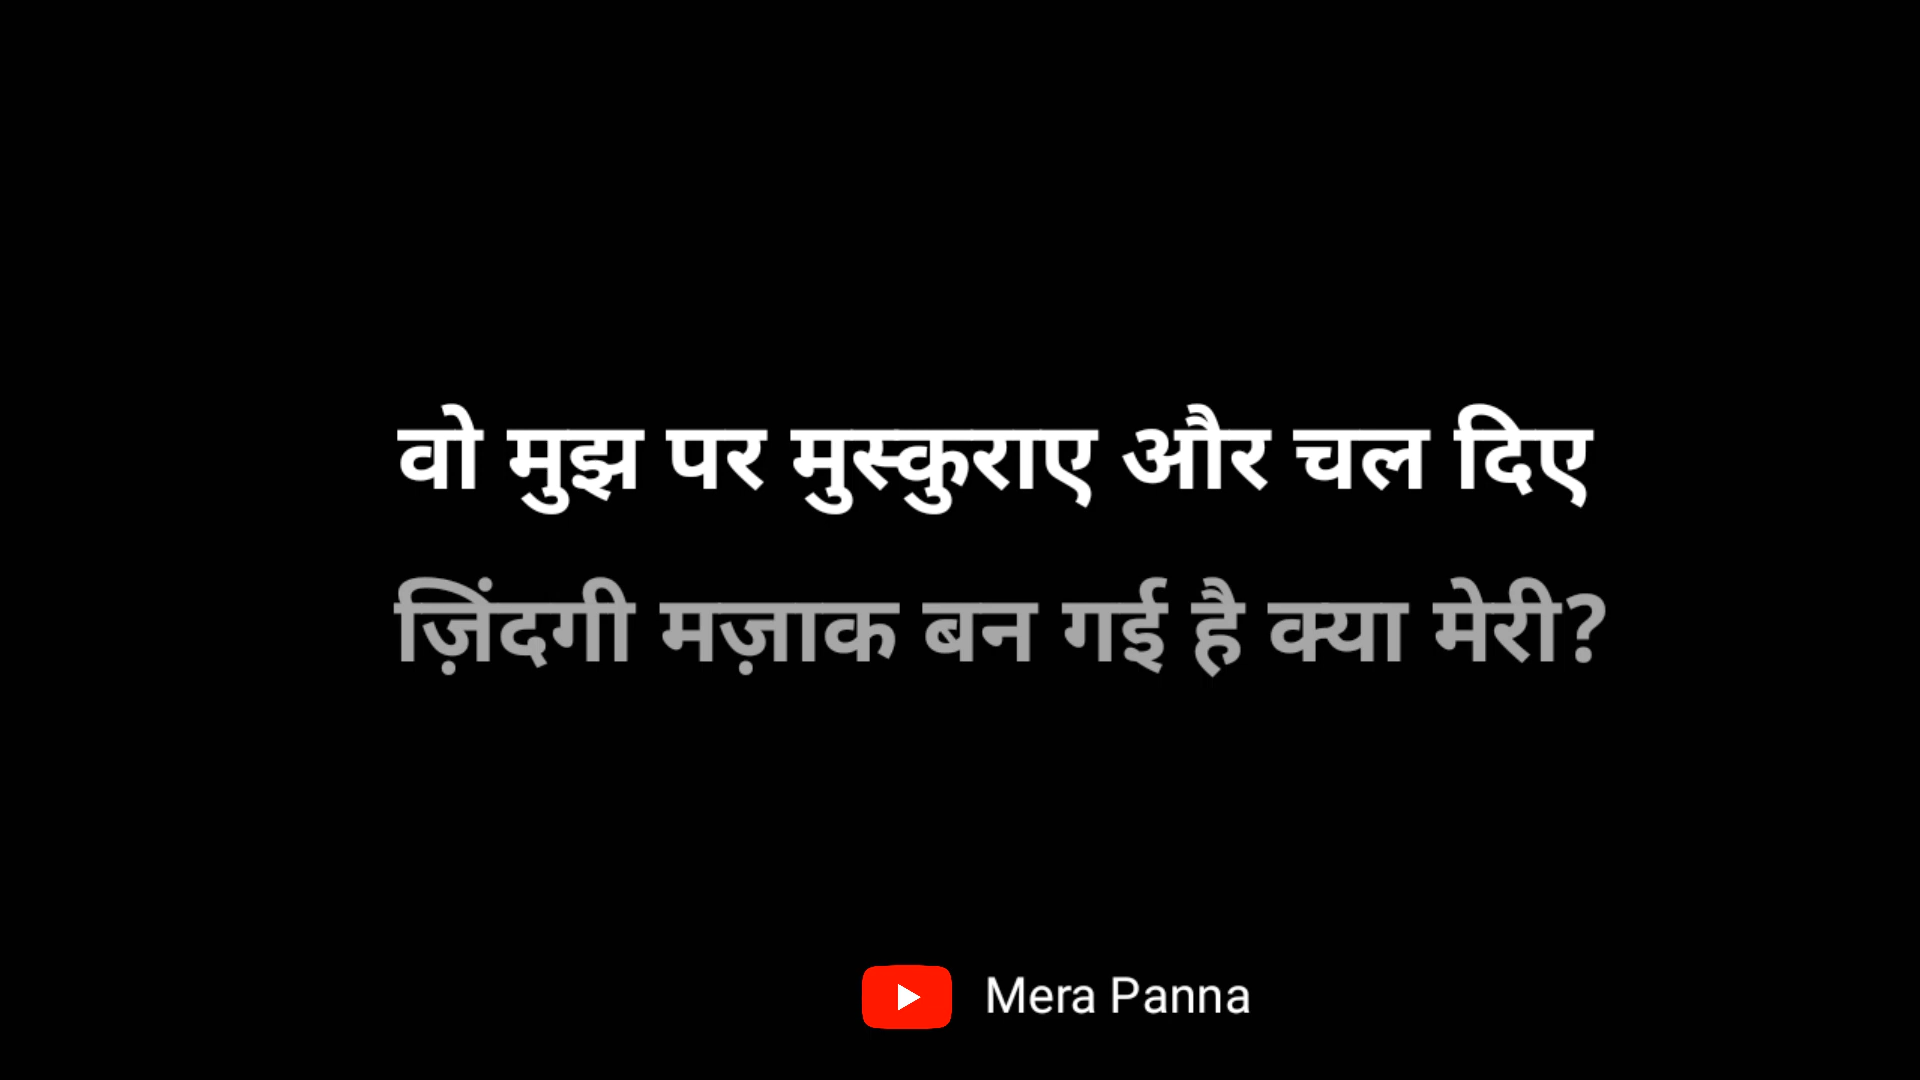 वो मुझ पर मुस्कुराए और चल दिए
ज़िंदगी मज़ाक बन गई है क्या मेरी?
Mera Panna